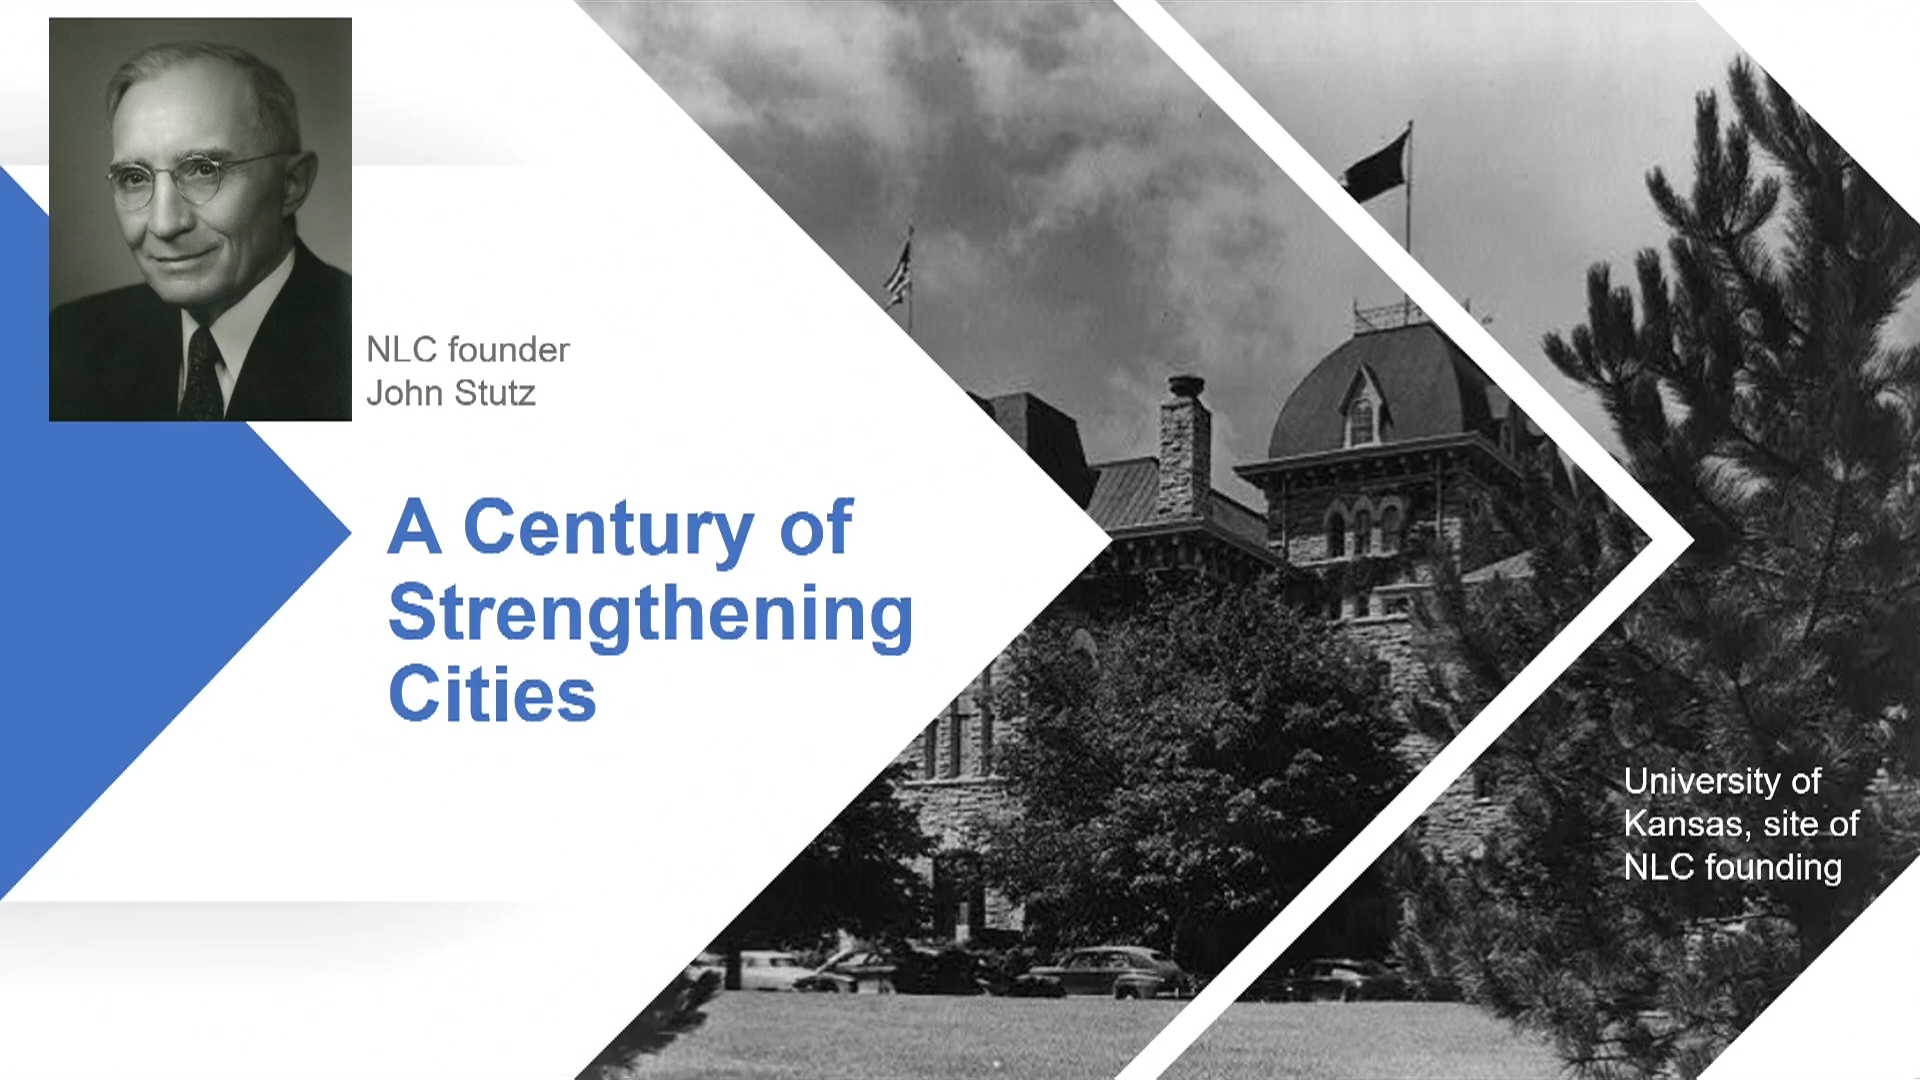 NLC founder
John Stutz
A Century of
Strengthening
Cities
University of
Kansas, site of
NLC founding